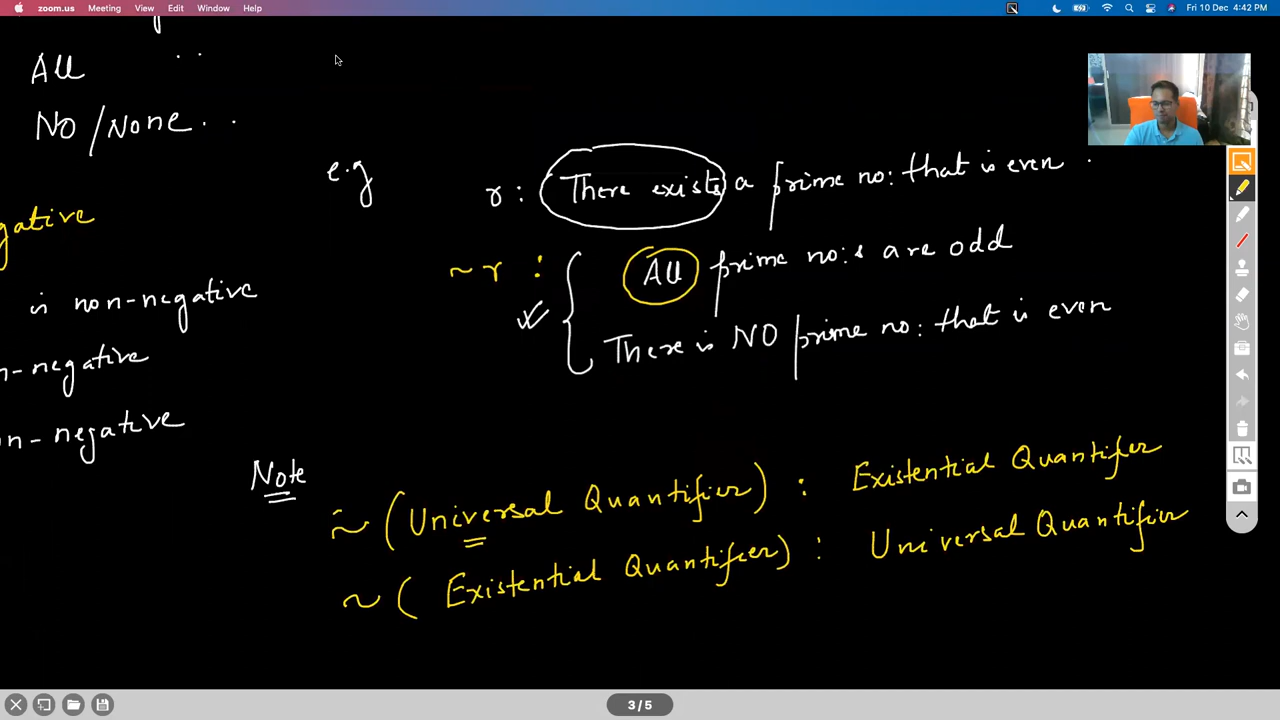 zoom.us Meeting View Edit Window Help Fri 10 Dec 4:42 PM
All ..
No/None..
gative
is non-negative
n-negative
on-negative
e.g r: There exists a prime no: that is even.
~r : All prime no:s are odd
There is NO prime no: that is even
Note
~(Universal Quantifier) : Existential Quantifer
~( Existential Quantifier) : Universal Quantifier
3/5